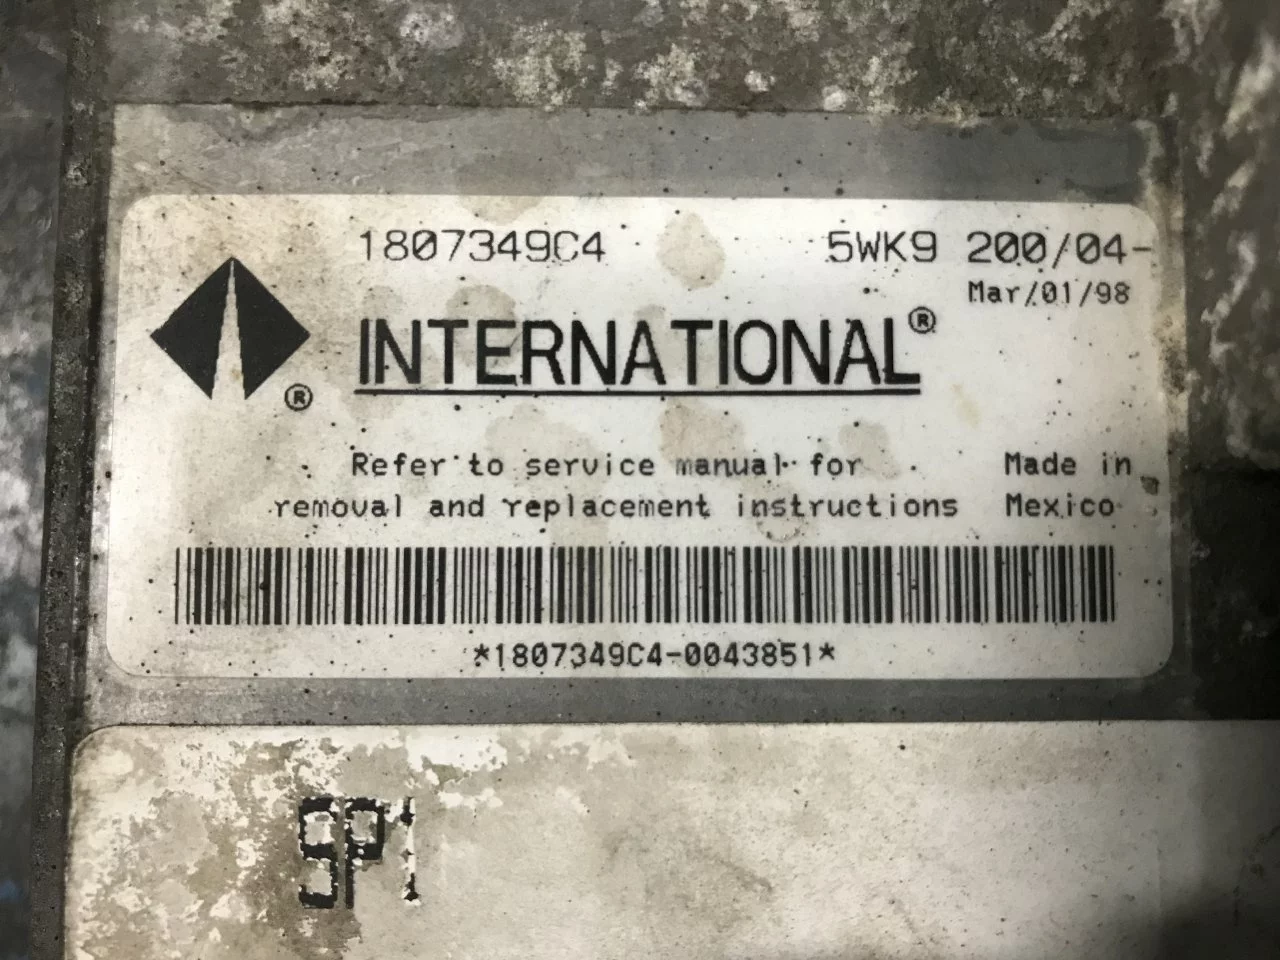 1807349C4 5WK9 200/04-
Mar/01/98
INTERNATIONAL®
®
Refer to service manual for Made in
removal and replacement instructions Mexico
*1807349C4-0043851*
SP1